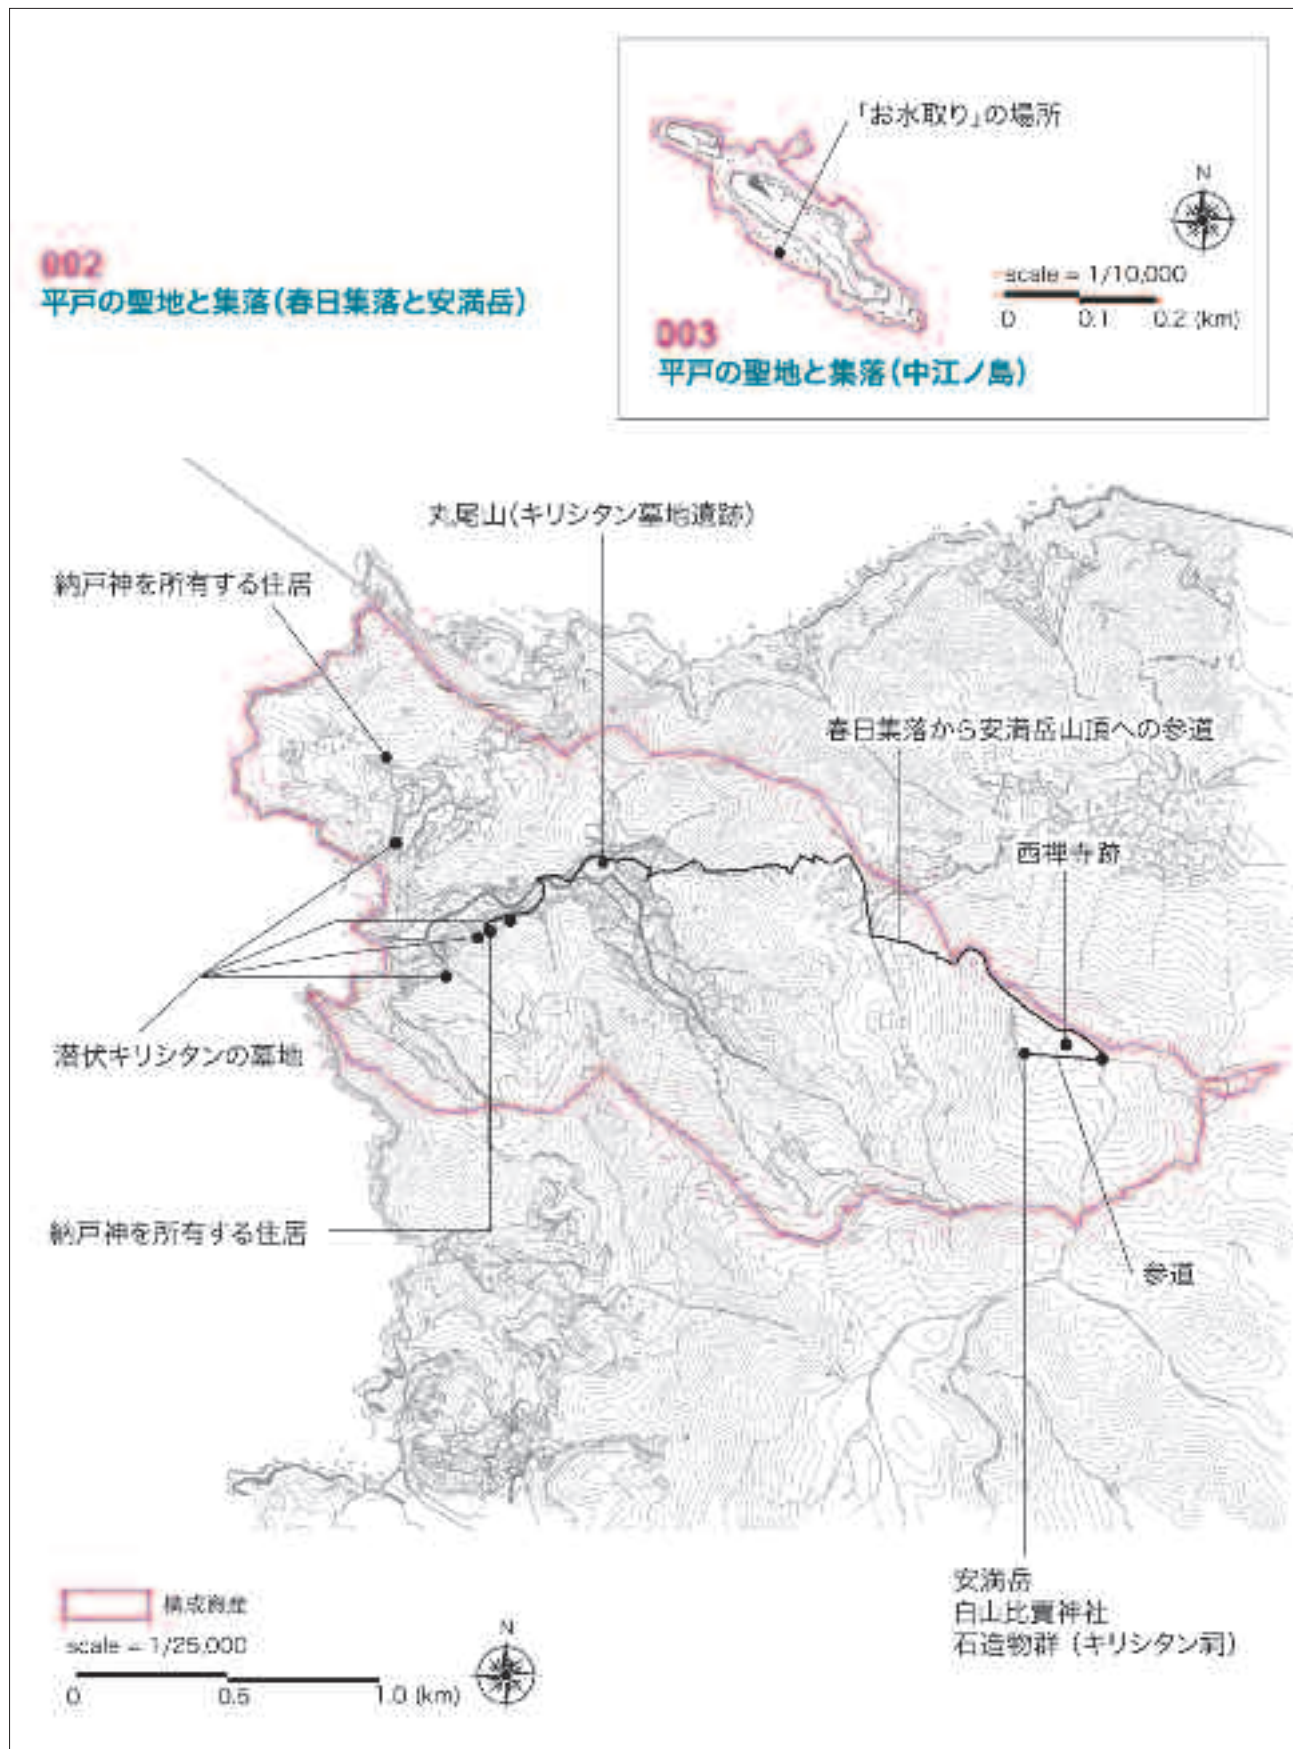 002
平戸の聖地と集落(春日集落と安満岳)
「お水取り」の場所
N
scale = 1/10,000
0 0.1 0.2 (km)
003
平戸の聖地と集落(中江ノ島)
丸尾山(キリシタン墓地遺跡)
納戸神を所有する住居
春日集落から安満岳山頂への参道
西禅寺跡
潜伏キリシタンの墓地
納戸神を所有する住居
参道
安満岳
白山比賣神社
石造物群 (キリシタン祠)
構成資産
scale = 1/25,000
0 0.5 1.0 (km)
N